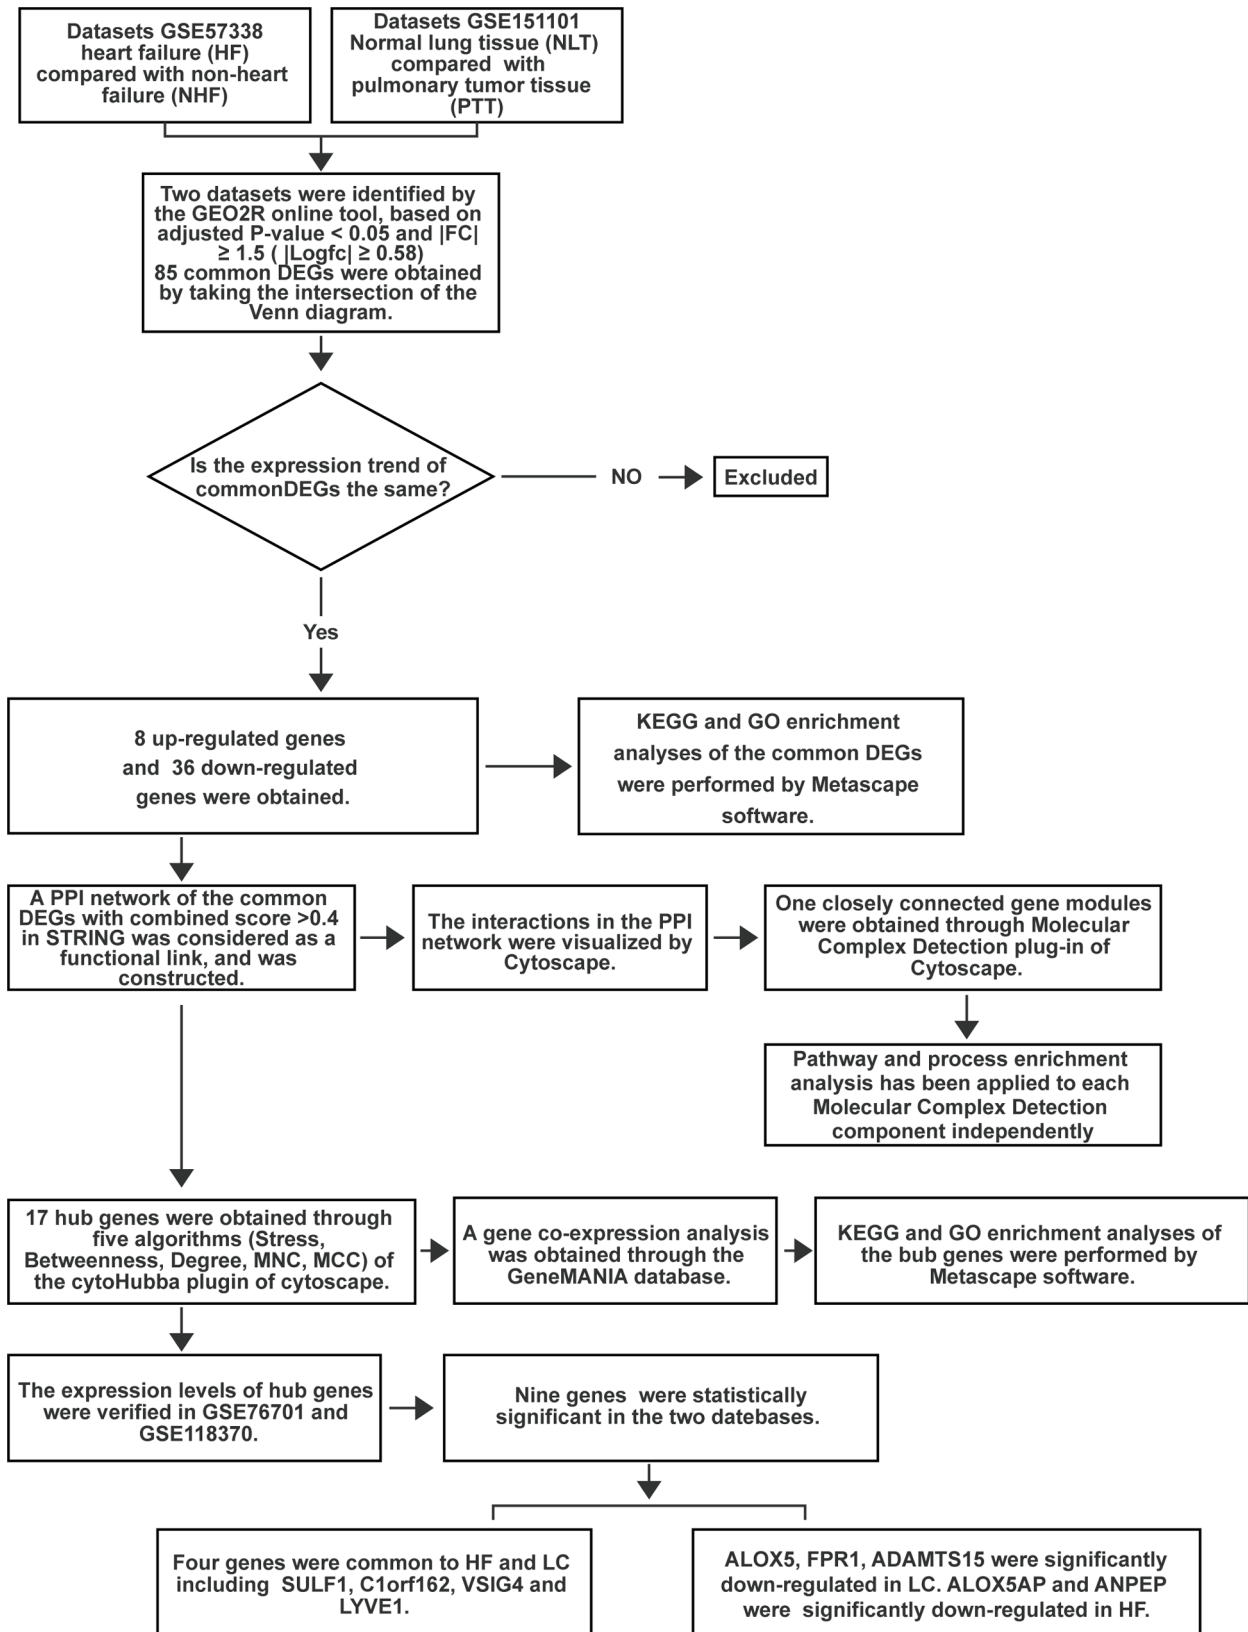 Datasets GSE57338
heart failure (HF)
compared with non-heart
failure (NHF)
Datasets GSE151101
Normal lung tissue (NLT)
compared with
pulmonary tumor tissue
(PTT)
Two datasets were identified by
the GEO2R online tool, based on
adjusted P-value < 0.05 and |FC|
≥ 1.5 ( |Logfc| ≥ 0.58)
85 common DEGs were obtained
by taking the intersection of the
Venn diagram.
Is the expression trend of
commonDEGs the same?
NO
Excluded
Yes
8 up-regulated genes
and 36 down-regulated
genes were obtained.
KEGG and GO enrichment
analyses of the common DEGs
were performed by Metascape
software.
A PPI network of the common
DEGs with combined score >0.4
in STRING was considered as a
functional link, and was
constructed.
The interactions in the PPI
network were visualized by
Cytoscape.
One closely connected gene modules
were obtained through Molecular
Complex Detection plug-in of
Cytoscape.
Pathway and process enrichment
analysis has been applied to each
Molecular Complex Detection
component independently
17 hub genes were obtained through
five algorithms (Stress,
Betweenness, Degree, MNC, MCC) of
the cytoHubba plugin of cytoscape.
A gene co-expression analysis
was obtained through the
GeneMANIA database.
KEGG and GO enrichment analyses of
the bub genes were performed by
Metascape software.
The expression levels of hub genes
were verified in GSE76701 and
GSE118370.
Nine genes were statistically
significant in the two datebases.
Four genes were common to HF and LC
including SULF1, C1orf162, VSIG4 and
LYVE1.
ALOX5, FPR1, ADAMTS15 were significantly
down-regulated in LC. ALOX5AP and ANPEP
were significantly down-regulated in HF.